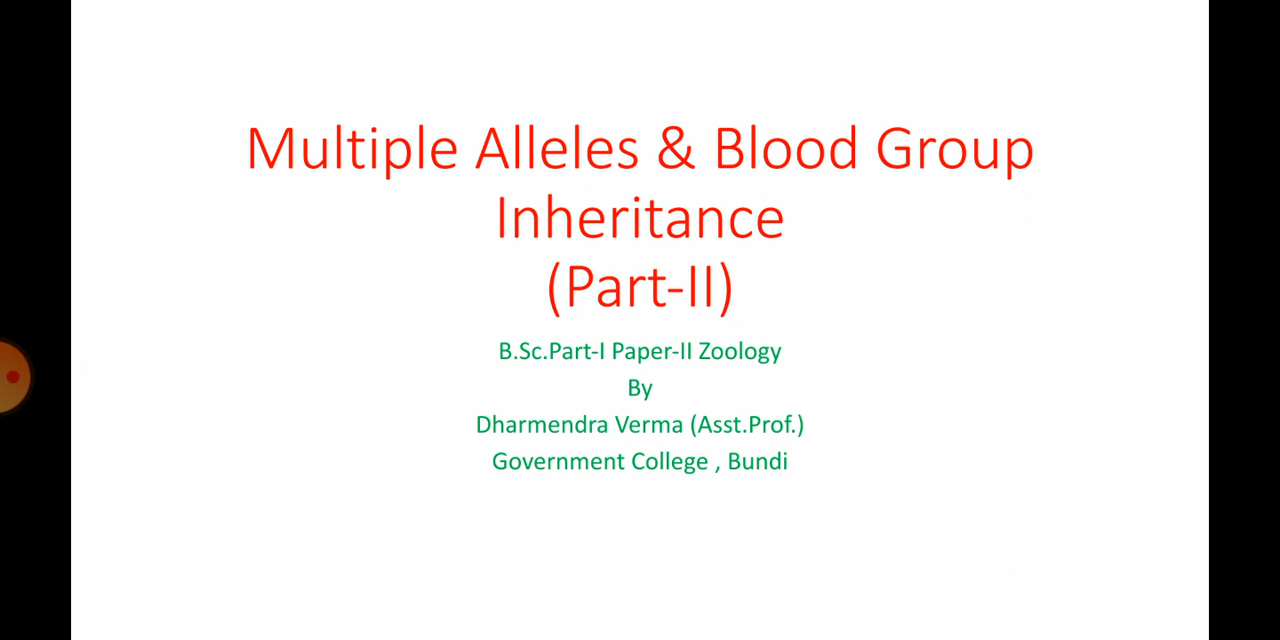 Multiple Alleles & Blood Group
Inheritance
(Part-II)
B.Sc.Part-I Paper-II Zoology
By
Dharmendra Verma (Asst.Prof.)
Government College , Bundi